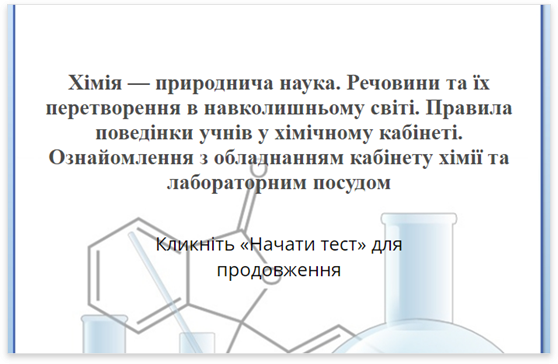 Хімія — природнича наука. Речовини та їх
перетворення в навколишньому світі. Правила
поведінки учнів у хімічному кабінеті.
Ознайомлення з обладнанням кабінету хімії та
лабораторним посудом
Кликніть «Начати тест» для
продовження
O
O